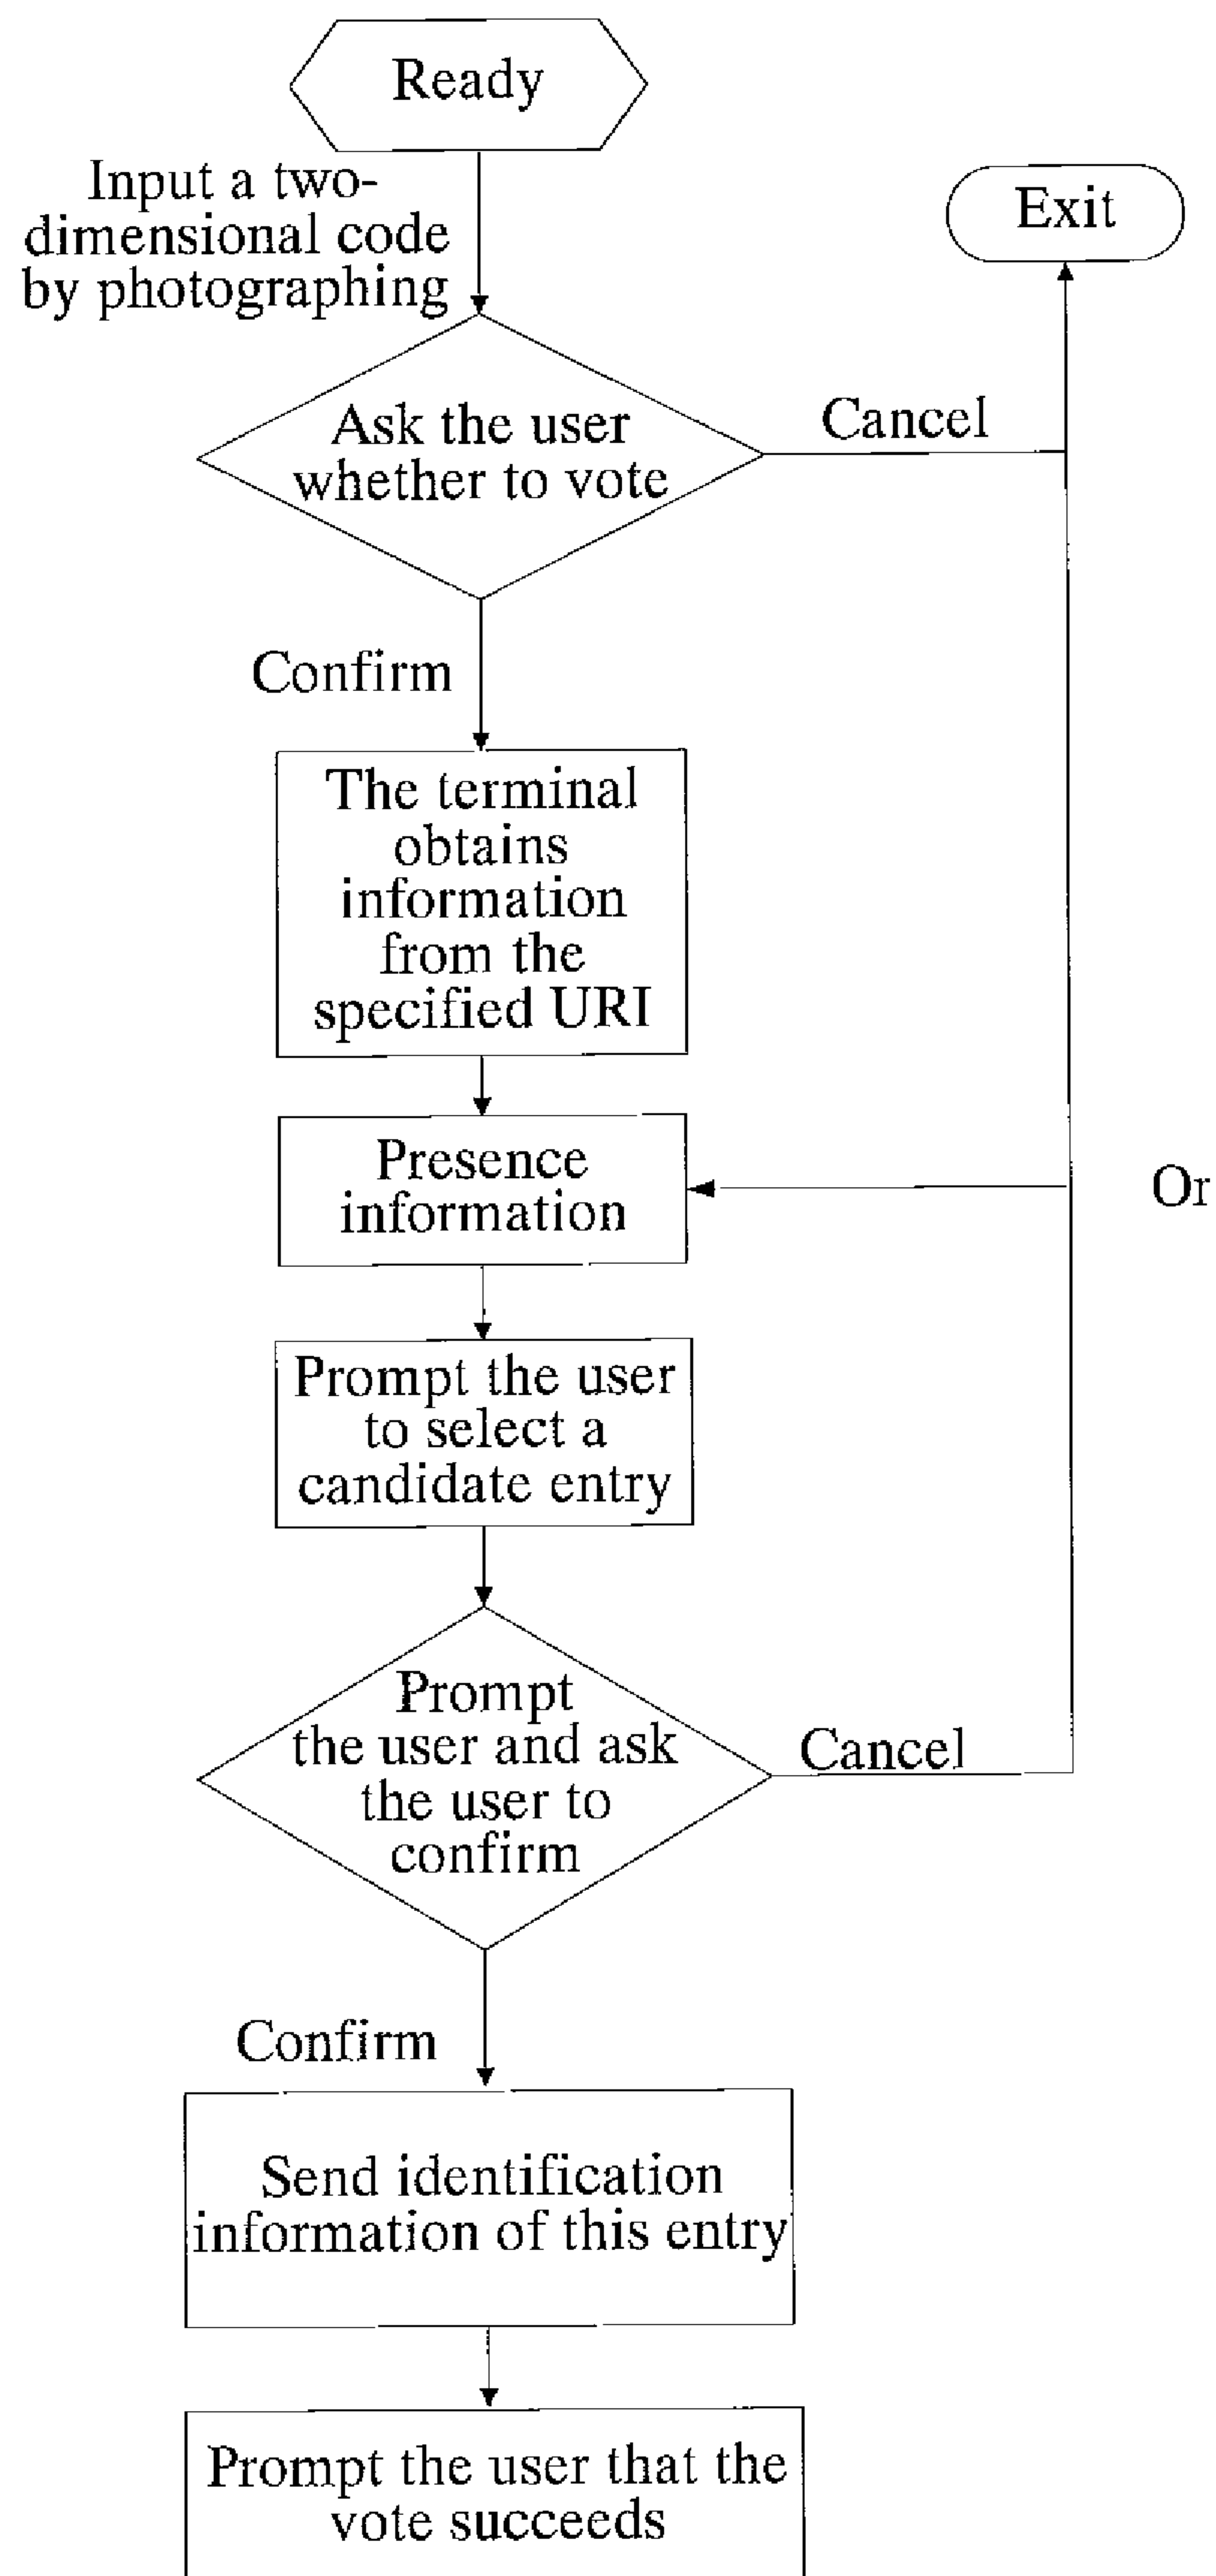 Ready
Input a two-
dimensional code
by photographing
Exit
Ask the user
whether to vote
Cancel
Confirm
The terminal
obtains
information
from the
specified URI
Presence
information
Or
Prompt the user
to select a
candidate entry
Prompt
the user and ask
the user to
confirm
Cancel
Confirm
Send identification
information of this entry
Prompt the user that the
vote succeeds